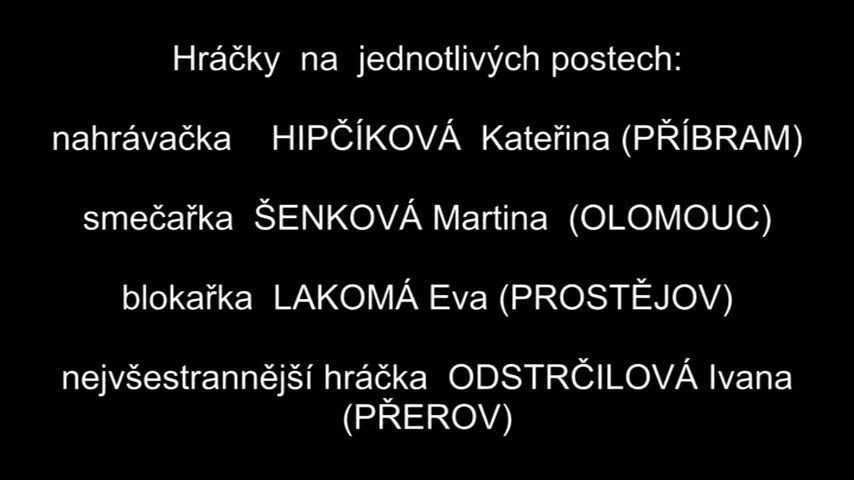 Hráčky na jednotlivých postech:
nahrávačka HIPČÍKOVÁ Kateřina (PŘÍBRAM)
smečařka ŠENKOVÁ Martina (OLOMOUC)
blokařka LAKOMÁ Eva (PROSTĚJOV)
nejvšestrannější hráčka ODSTRČILOVÁ Ivana
(PŘEROV)